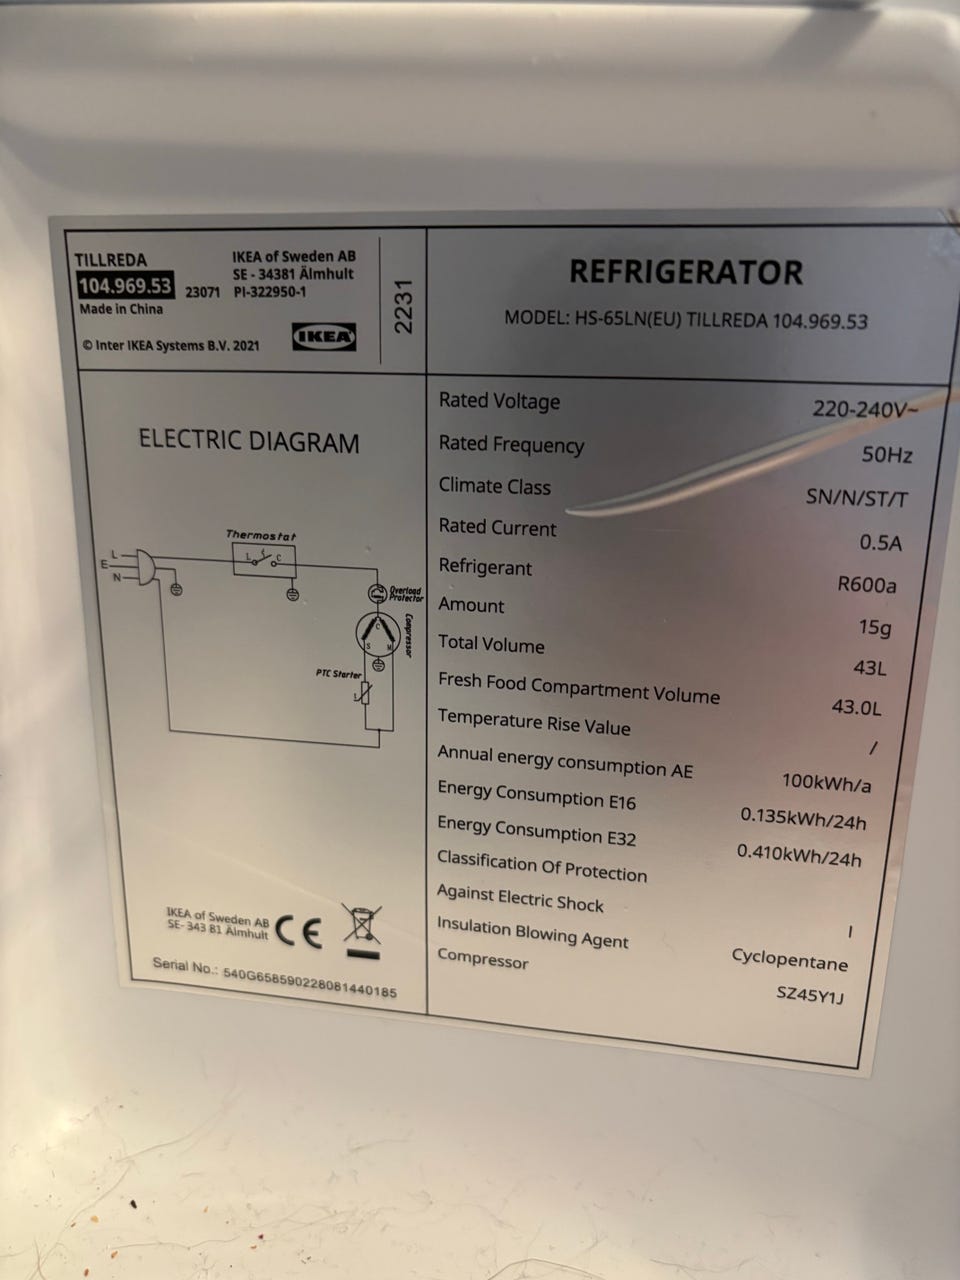 TILLREDA
104.969.53
Made in China
23071
IKEA of Sweden AB
SE - 34381 Älmhult
PI-322950-1
© Inter IKEA Systems B.V. 2021
IKEA
2231
REFRIGERATOR
MODEL: HS-65LN(EU) TILLREDA 104.969.53
ELECTRIC DIAGRAM
Thermostat
L C
L
E
N
Overload
Protector
Compressor
C
S M
PTC Starter
IKEA of Sweden AB
SE- 343 81 Älmhult
CE
Serial No.: 540G658590228081440185
Rated Voltage 220-240V~
Rated Frequency 50Hz
Climate Class SN/N/ST/T
Rated Current 0.5A
Refrigerant R600a
Amount 15g
Total Volume 43L
Fresh Food Compartment Volume 43.0L
Temperature Rise Value /
Annual energy consumption AE 100kWh/a
Energy Consumption E16 0.135kWh/24h
Energy Consumption E32 0.410kWh/24h
Classification Of Protection
Against Electric Shock I
Insulation Blowing Agent Cyclopentane
Compressor SZ45Y1J